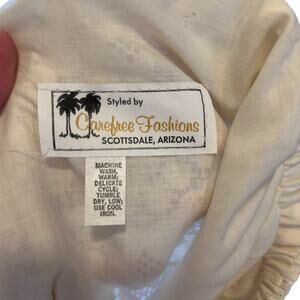 Styled by
Carefree Fashions
SCOTTSDALE, ARIZONA
MACHINE
WASH,
WARM;
DELICATE
CYCLE;
TUMBLE
DRY, LOW;
USE COOL
IRON.